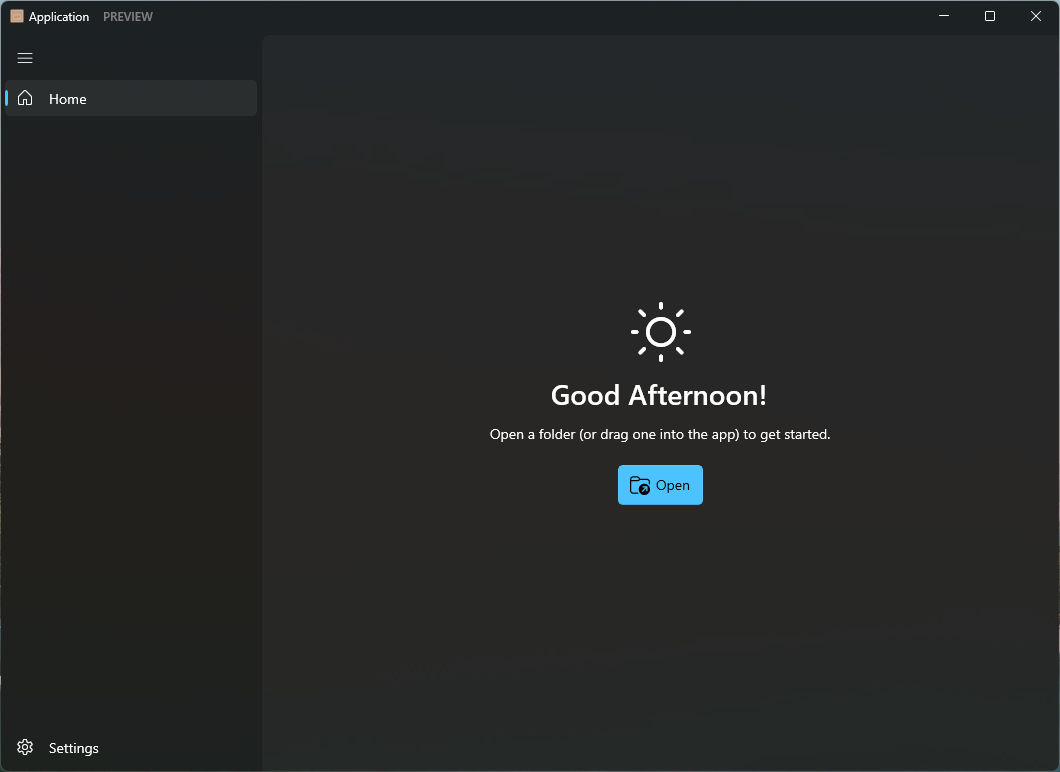 Application PREVIEW
Home
Good Afternoon!
Open a folder (or drag one into the app) to get started.
Open
Settings